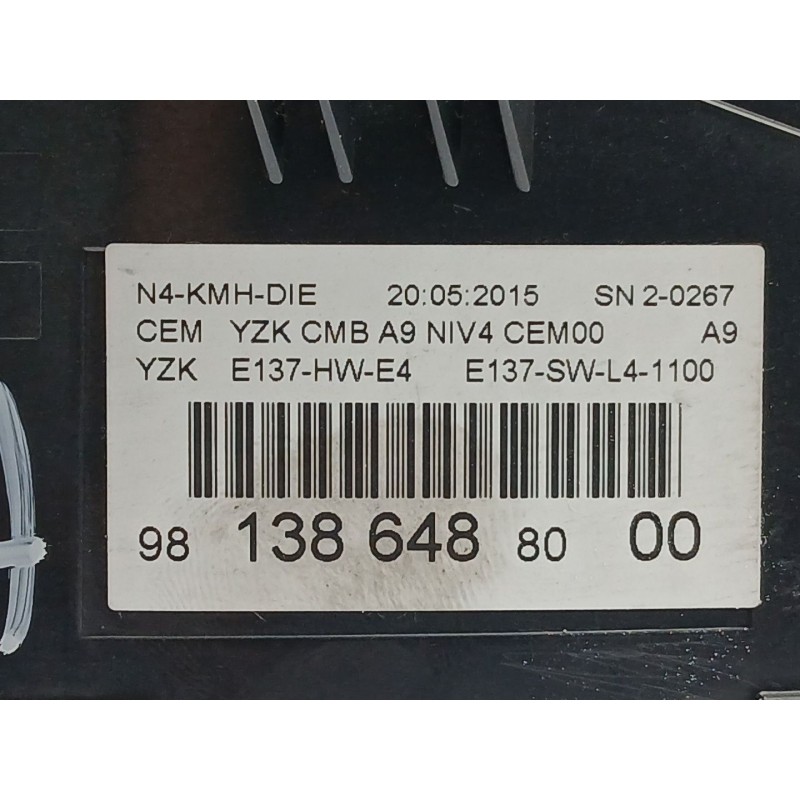 N4-KMH-DIE 20:05:2015 SN 2-0267
CEM YZK CMB A9 NIV4 CEM00 A9
YZK E137-HW-E4 E137-SW-L4-1100
98 138 648 80 00